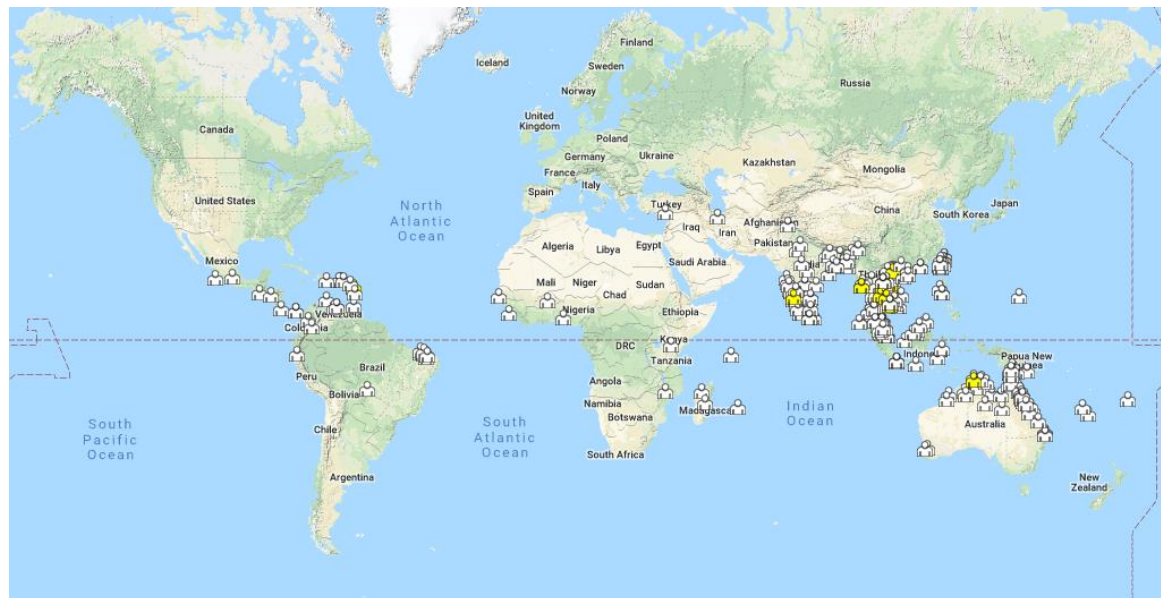 Iceland
Finland
Sweden
Norway
Russia
Canada
United
Kingdom
Poland
Germany
Ukraine
Kazakhstan
Mongolia
France
Italy
Spain
Turkey
United States
North
Atlantic
Ocean
China
Japan
South Korea
Afghanistan
Iraq
Iran
Pakistan
Algeria
Libya
Egypt
Saudi Arabia
Mexico
Mali
Niger
Sudan
Chad
Nigeria
Ethiopia
Venezuela
Colombia
Kenya
DRC
Tanzania
Papua New
Peru
Brazil
Bolivia
Angola
Namibia
Botswana
Madagascar
Indian
Ocean
Australia
South
Pacific
Ocean
South
Atlantic
Ocean
Chile
South Africa
Argentina
New
Zealand